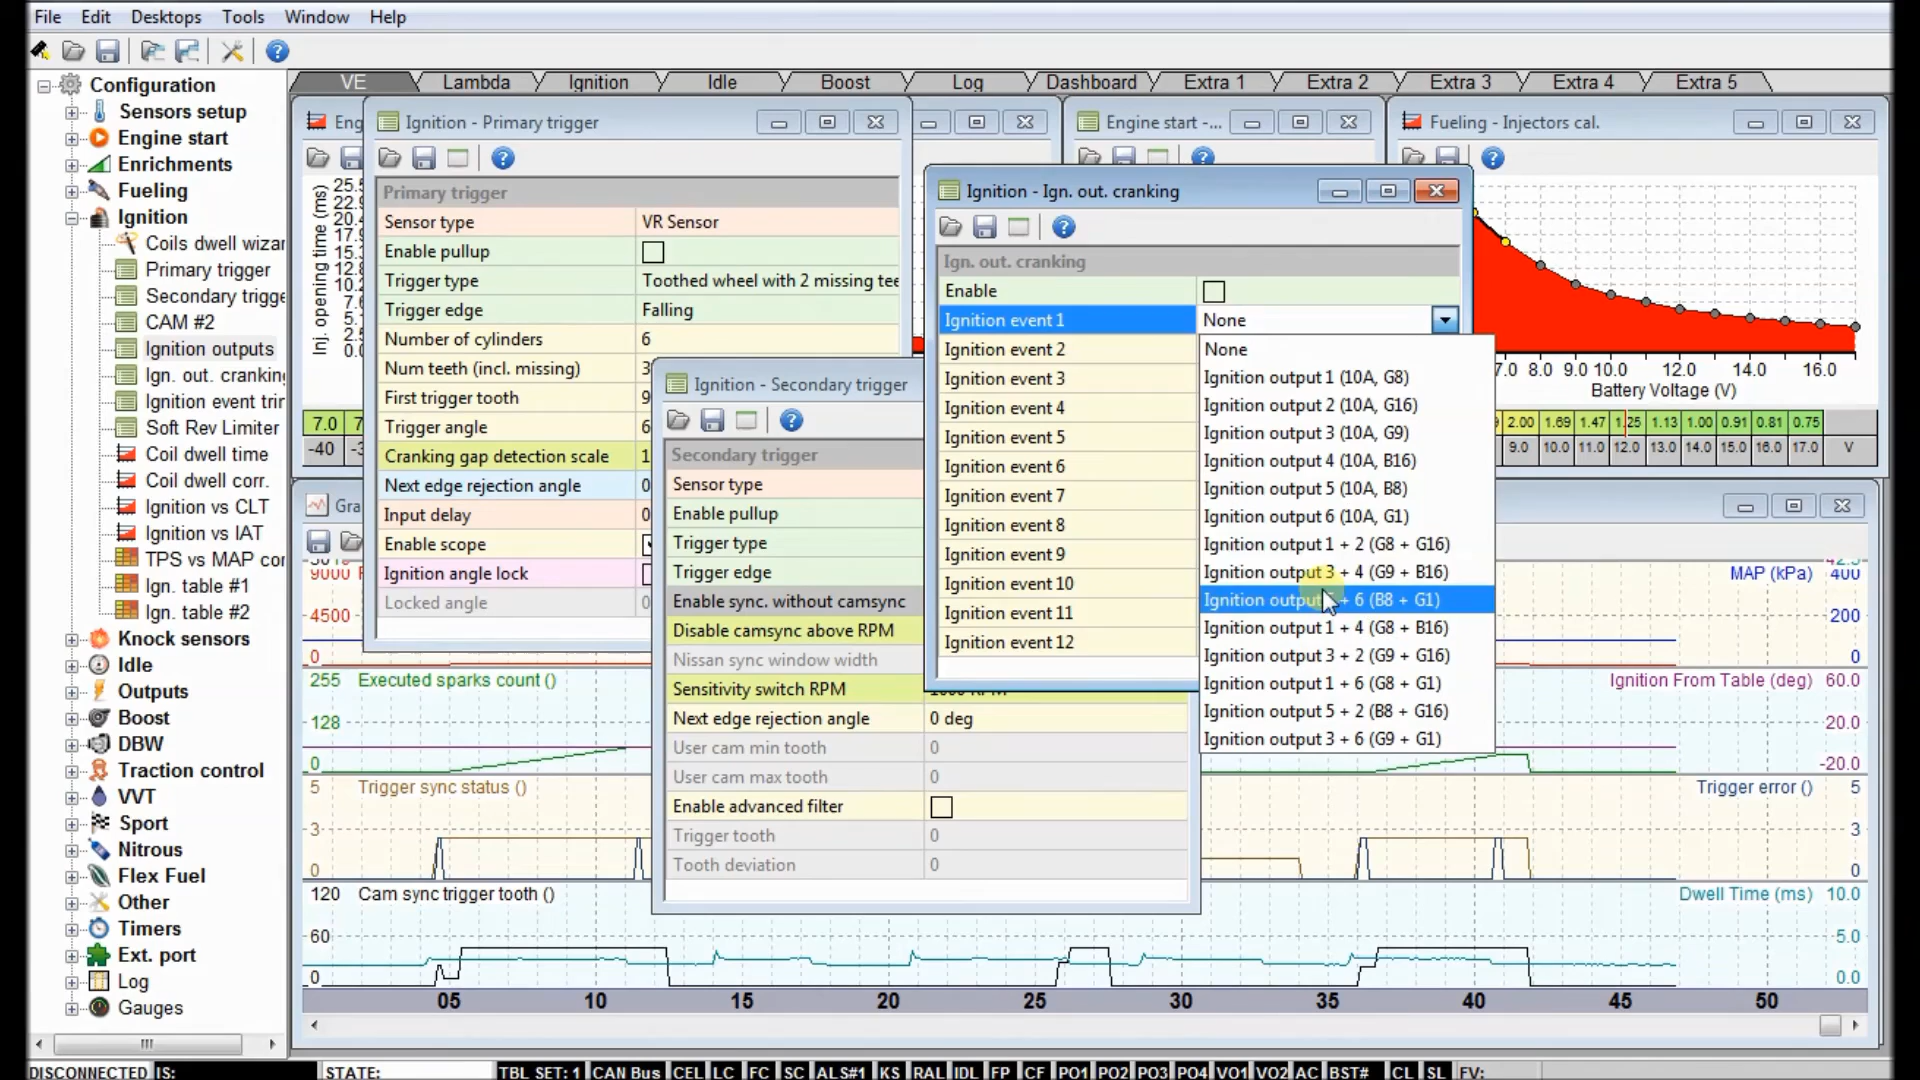 File Edit Desktops Tools Window Help
Configuration
Sensors setup
Engine start
Enrichments
Fueling
Ignition
Coils dwell wizar
Primary trigger
Secondary trigge
CAM #2
Ignition outputs
Ign. out. cranking
Ignition event trin
Soft Rev Limiter
Coil dwell time
Coil dwell corr.
Ignition vs CLT
Ignition vs IAT
TPS vs MAP cor
Ign. table #1
Ign. table #2
Knock sensors
Idle
Outputs
Boost
DBW
Traction control
VVT
Sport
Nitrous
Flex Fuel
Other
Timers
Ext. port
Log
Gauges
VE Lambda Ignition Idle Boost Log Dashboard Extra 1 Extra 2 Extra 3 Extra 4 Extra 5
Eng
Inj. opening time (ms)
7.0 7
-40 -3
Ignition - Primary trigger
Primary trigger
Sensor type VR Sensor
Enable pullup
Trigger type Toothed wheel with 2 missing tee
Trigger edge Falling
Number of cylinders 6
Num teeth (incl. missing) 3
First trigger tooth 9
Trigger angle 6
Cranking gap detection scale 1
Next edge rejection angle 0
Input delay 0
Enable scope
Ignition angle lock
Locked angle 0
Ignition - Secondary trigger
Secondary trigger
Sensor type
Enable pullup
Trigger type
Trigger edge
Enable sync. without camsync
Disable camsync above RPM
Nissan sync window width
Sensitivity switch RPM
Next edge rejection angle 0 deg
User cam min tooth 0
User cam max tooth 0
Enable advanced filter
Trigger tooth 0
Tooth deviation 0
Engine start -...
Ignition - Ign. out. cranking
Ign. out. cranking
Enable
Ignition event 1 None
Ignition event 2
Ignition event 3
Ignition event 4
Ignition event 5
Ignition event 6
Ignition event 7
Ignition event 8
Ignition event 9
Ignition event 10
Ignition event 11
Ignition event 12
None
Ignition output 1 (10A, G8)
Ignition output 2 (10A, G16)
Ignition output 3 (10A, G9)
Ignition output 4 (10A, B16)
Ignition output 5 (10A, B8)
Ignition output 6 (10A, G1)
Ignition output 1 + 2 (G8 + G16)
Ignition output 3 + 4 (G9 + B16)
Ignition output + 6 (B8 + G1)
Ignition output 1 + 4 (G8 + B16)
Ignition output 3 + 2 (G9 + G16)
Ignition output 1 + 6 (G8 + G1)
Ignition output 5 + 2 (B8 + G16)
Ignition output 3 + 6 (G9 + G1)
Fueling - Injectors cal.
7.0 8.0 9.0 10.0 12.0 14.0 16.0
Battery Voltage (V)
2.00 1.69 1.47 1.25 1.13 1.00 0.91 0.81 0.75
9.0 10.0 11.0 12.0 13.0 14.0 15.0 16.0 17.0 V
Gra
9000
4500
0
MAP (kPa) 400
200
0
255 Executed sparks count ()
128
0
Ignition From Table (deg) 60.0
20.0
-20.0
5 Trigger sync status ()
3
0
Trigger error () 5
3
0
120 Cam sync trigger tooth ()
60
0
Dwell Time (ms) 10.0
5.0
0.0
05 10 15 20 25 30 35 40 45 50
DISCONNECTED IS: STATE: TBL SET: 1 CAN Bus CEL LC FC SC ALS#1 KS RAL IDL FP CF PO1 PO2 PO3 PO4 VO1 VO2 AC BST# CL SL FV: